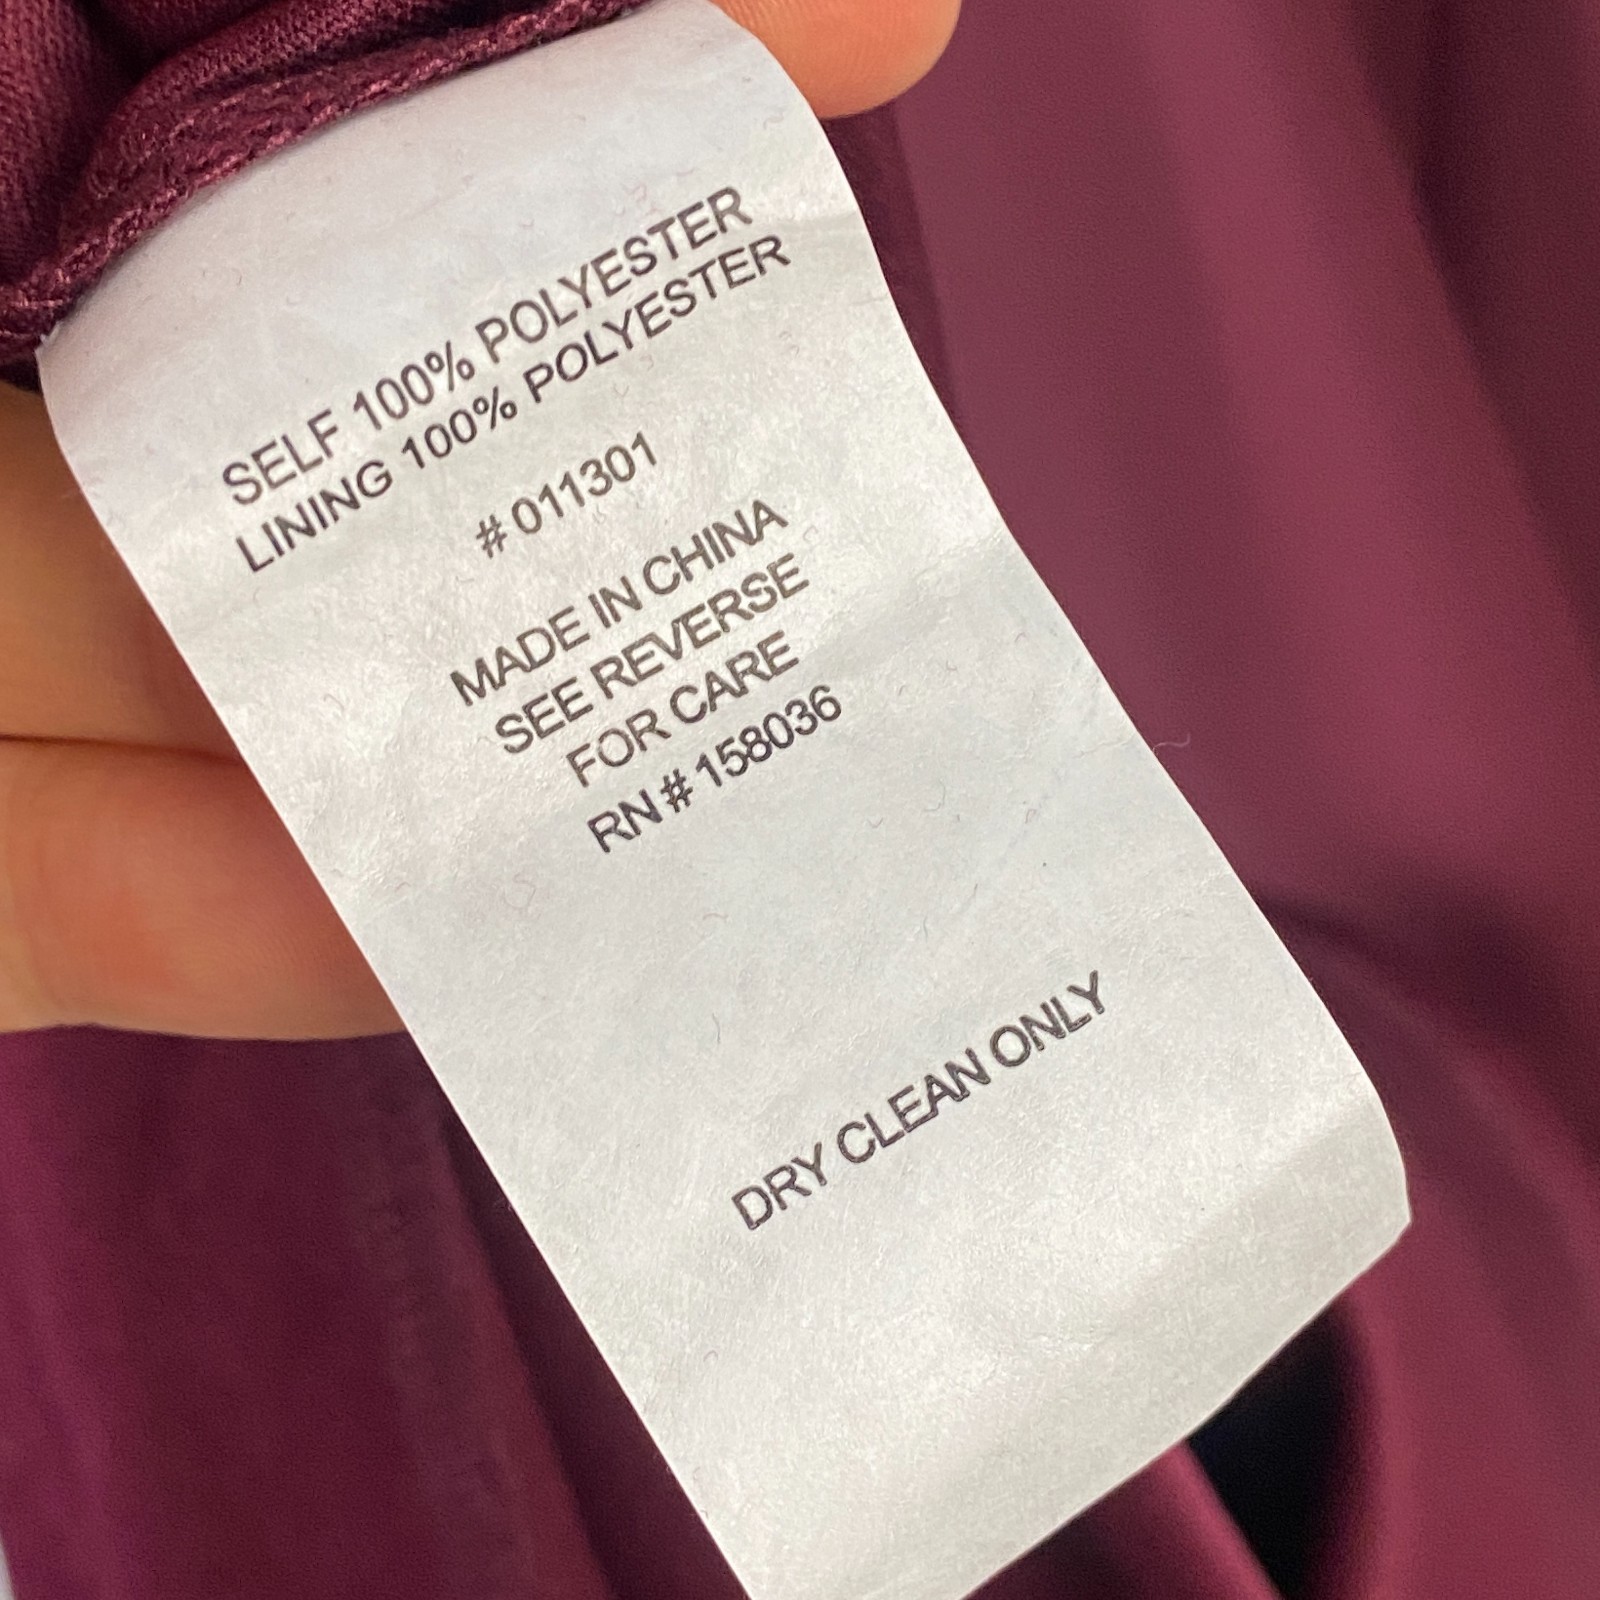 SELF 100% POLYESTER
LINING 100% POLYESTER
# 011301
MADE IN CHINA
SEE REVERSE
FOR CARE
RN # 158036
DRY CLEAN ONLY